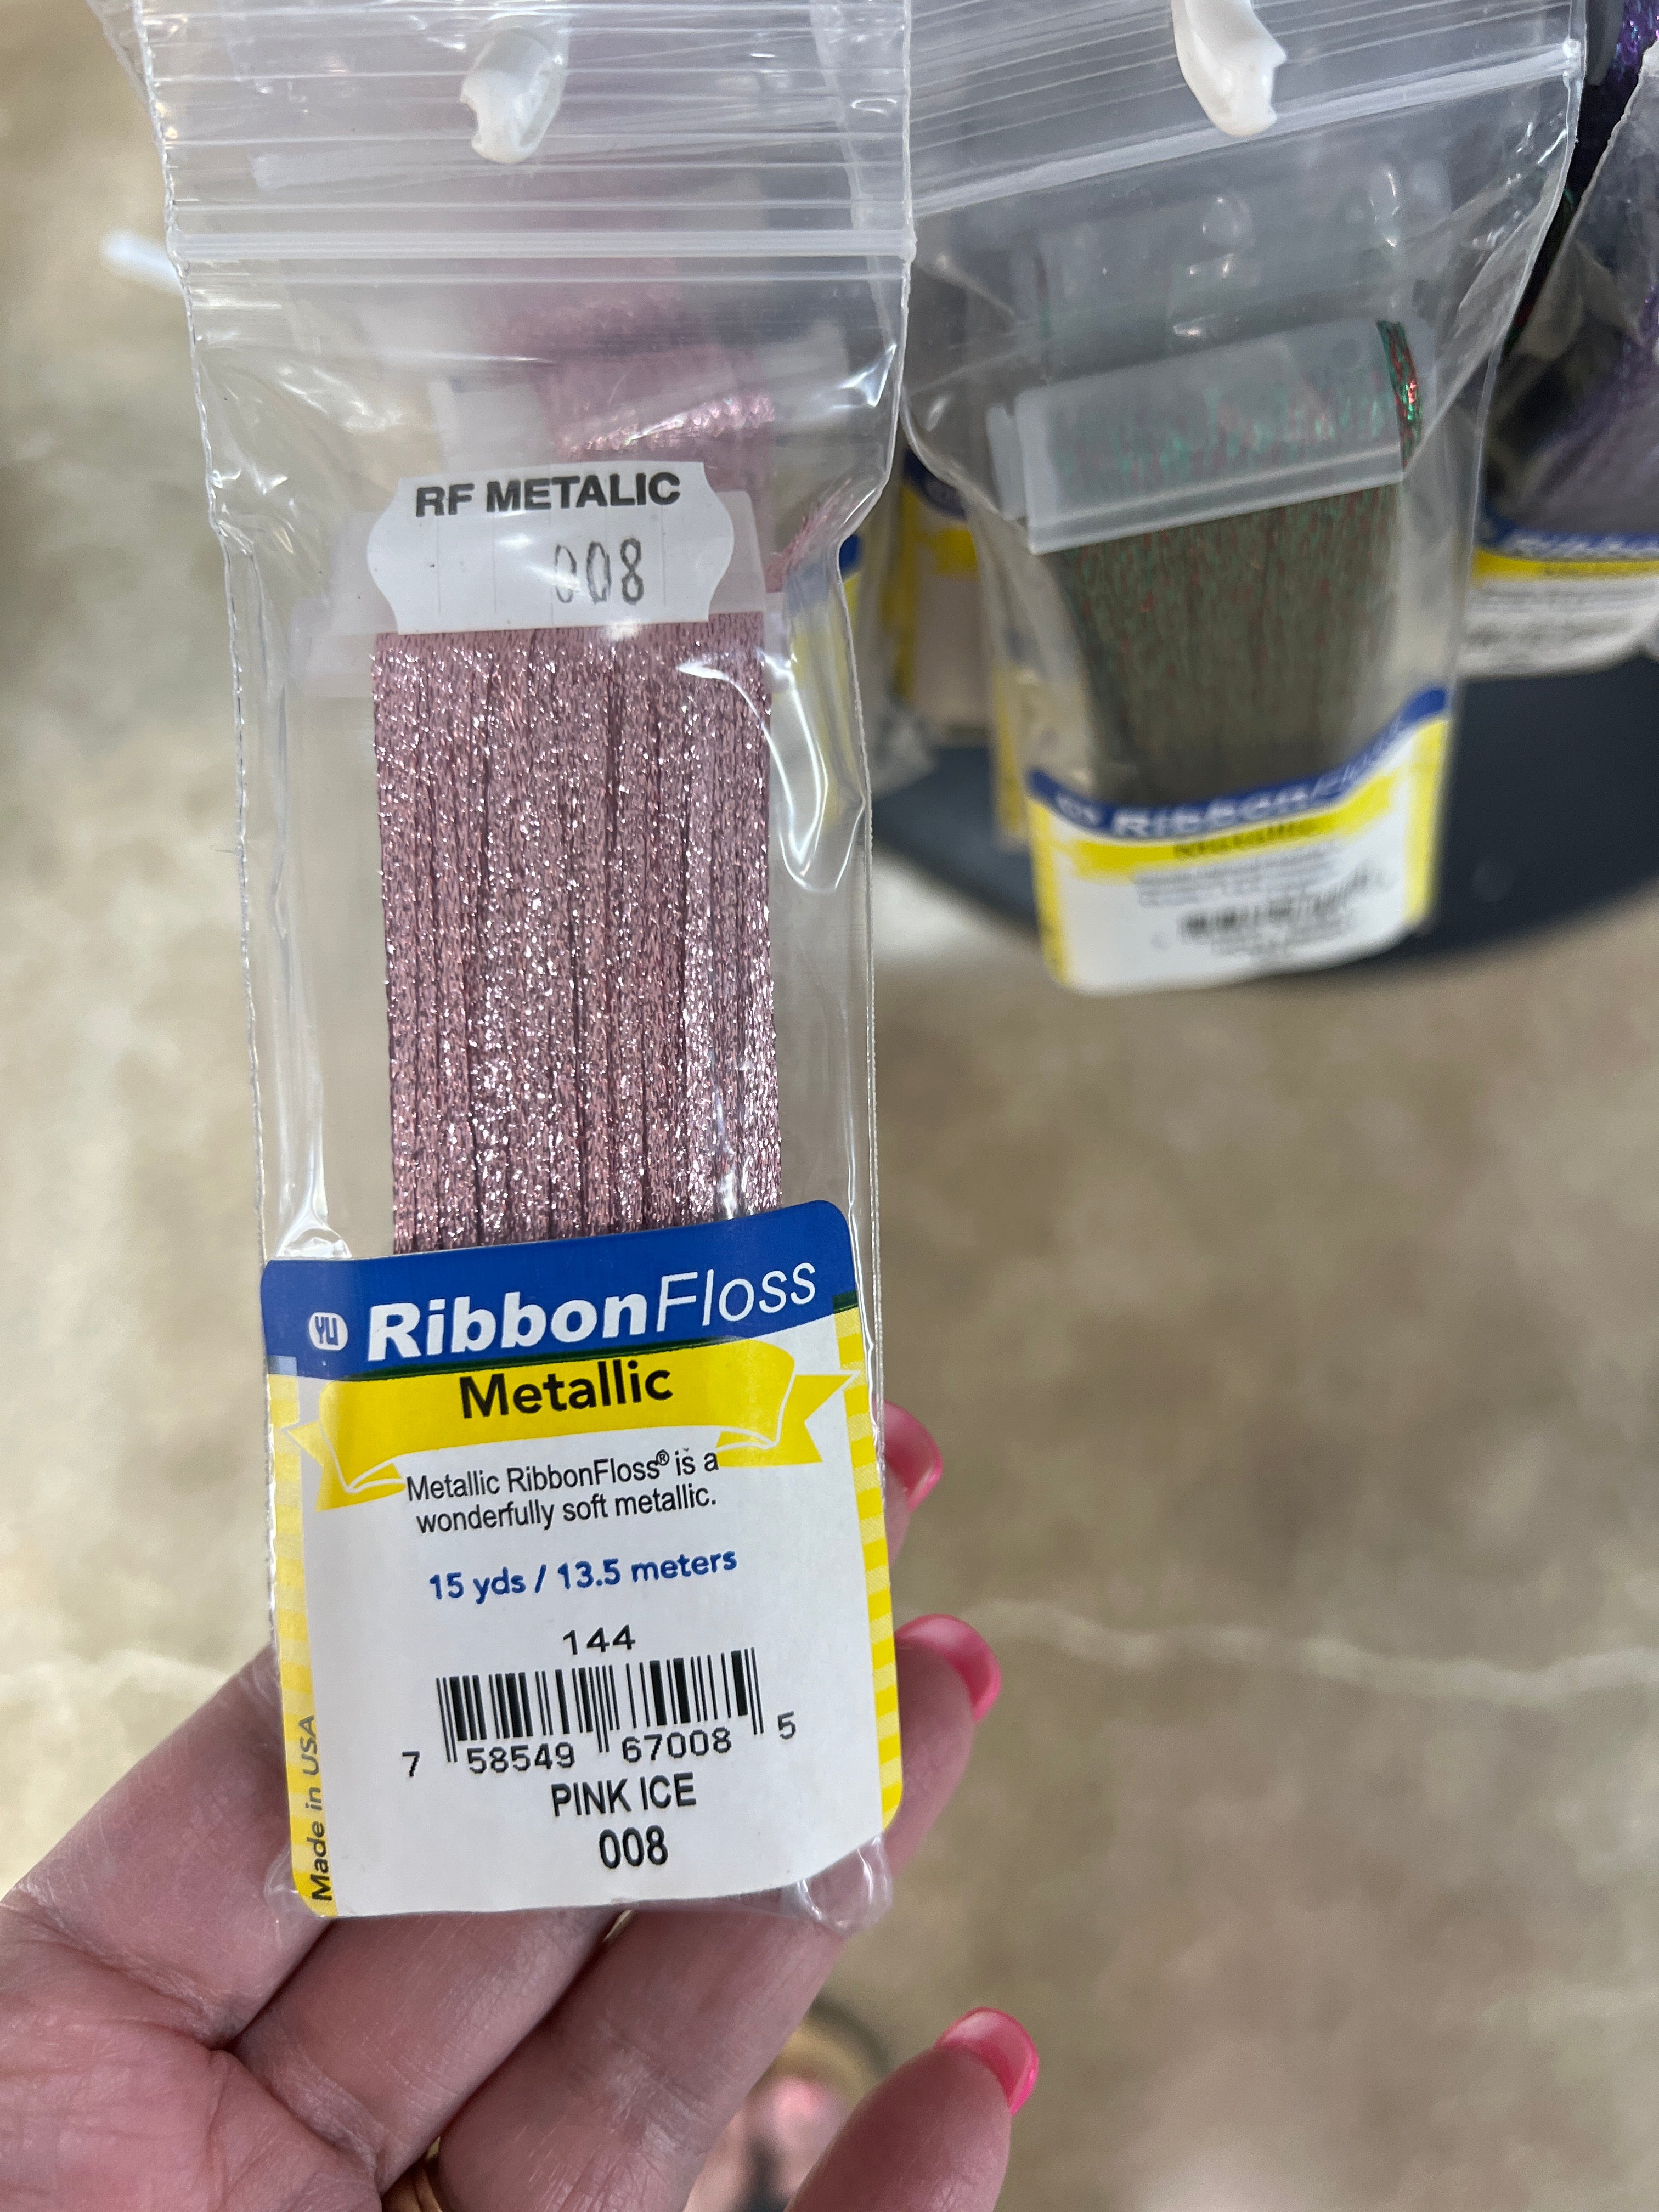 RF METALIC
008
YLI RibbonFloss
Metallic
Metallic RibbonFloss® is a
wonderfully soft metallic.
15 yds / 13.5 meters
144
7 58549 67008 5
PINK ICE
008
Made in USA
RibbonFloss
Metallic